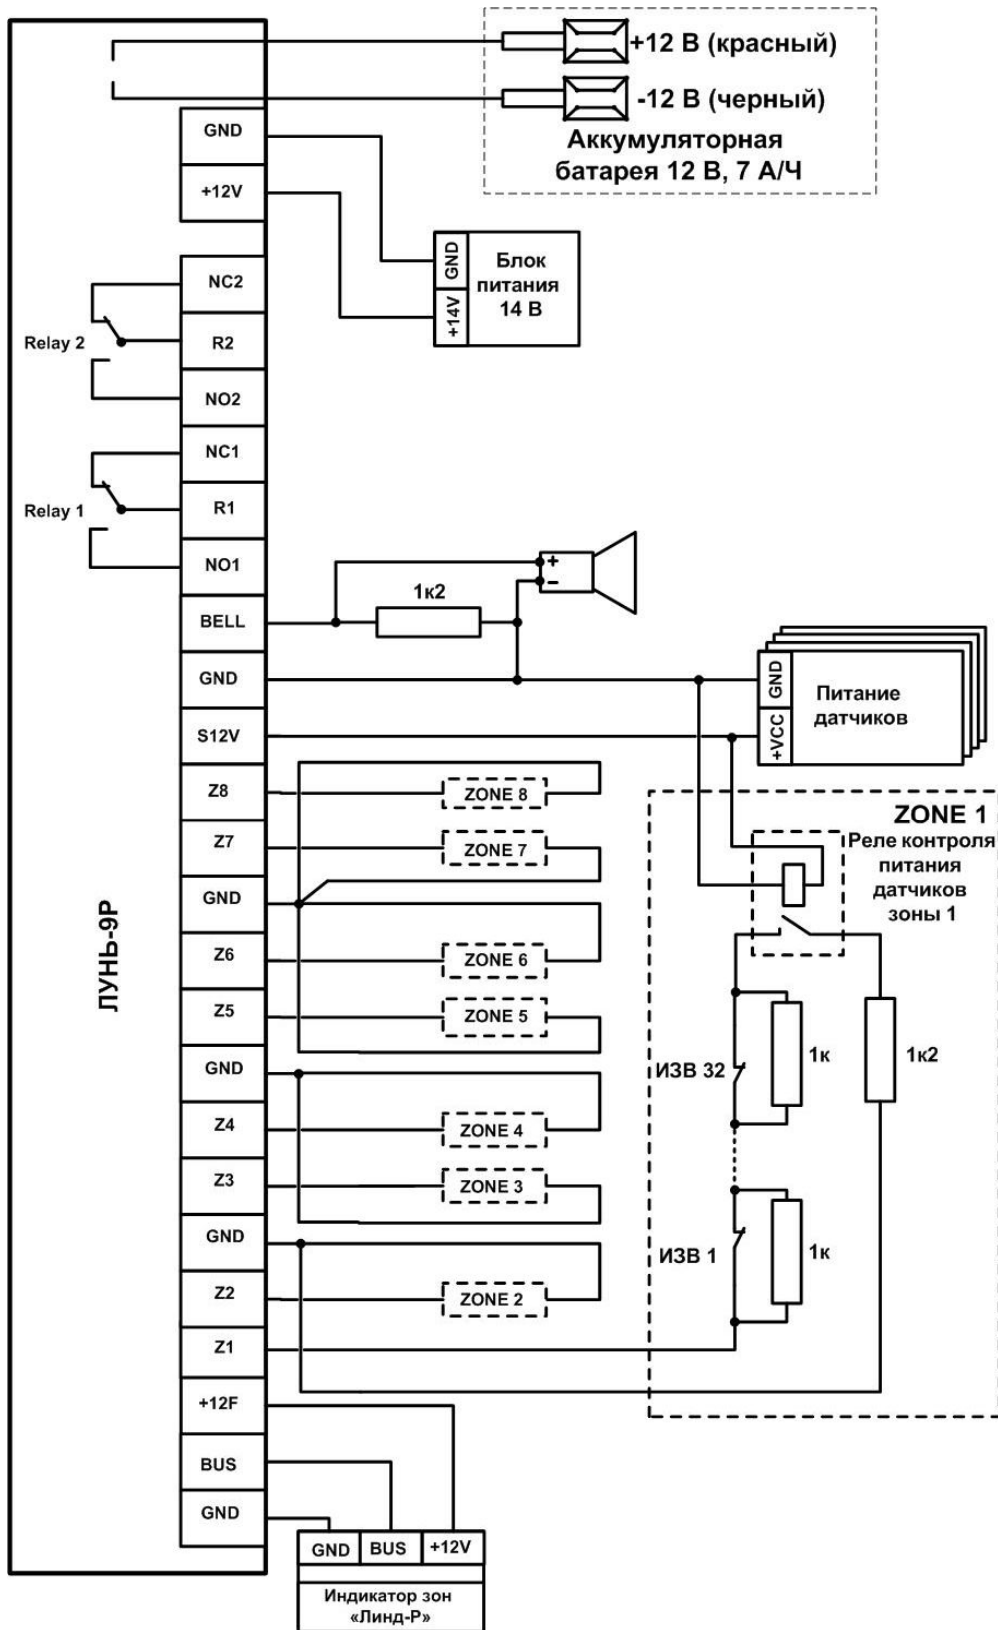 +12 В (красный)
-12 В (черный)
Аккумуляторная
батарея 12 В, 7 А/Ч
GND
+12V
GND
+14V
Блок
питания
14 В
NC2
R2
NO2
Relay 2
NC1
R1
NO1
Relay 1
1к2
+
-
BELL
GND
S12V
GND
+VCC
Питание
датчиков
Z8
ZONE 8
Z7
ZONE 7
GND
Z6
ZONE 6
Z5
ZONE 5
GND
Z4
ZONE 4
Z3
ZONE 3
GND
Z2
ZONE 2
Z1
+12F
BUS
GND
ЛУНЬ-9Р
ZONE 1
Реле контроля
питания
датчиков
зоны 1
ИЗВ 32
1к
1к2
ИЗВ 1
1к
GND
BUS
+12V
Индикатор зон
«Линд-Р»